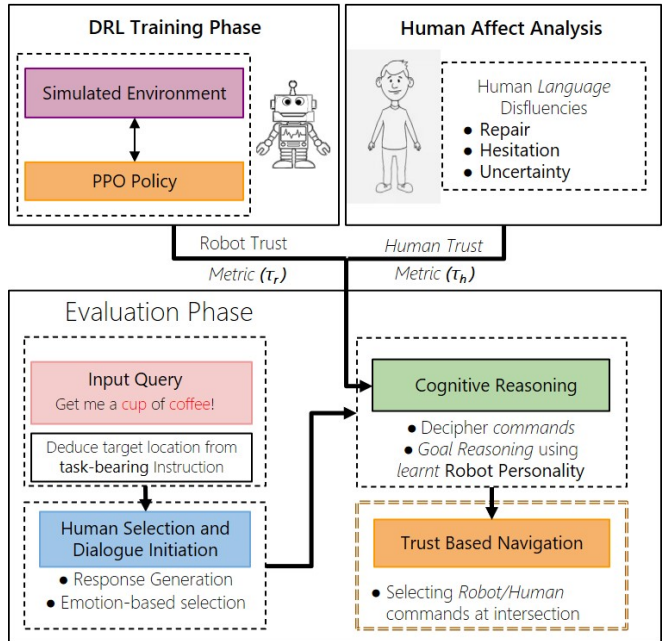 DRL Training Phase
Simulated Environment
PPO Policy
Human Affect Analysis
Human Language
Disfluencies
● Repair
● Hesitation
● Uncertainty
Robot Trust
Metric (τr)
Human Trust
Metric (τh)
Evaluation Phase
Input Query
Get me a cup of coffee!
Deduce target location from
task-bearing Instruction
Human Selection and
Dialogue Initiation
● Response Generation
● Emotion-based selection
Cognitive Reasoning
● Decipher commands
● Goal Reasoning using
learnt Robot Personality
Trust Based Navigation
● Selecting Robot/Human
commands at intersection